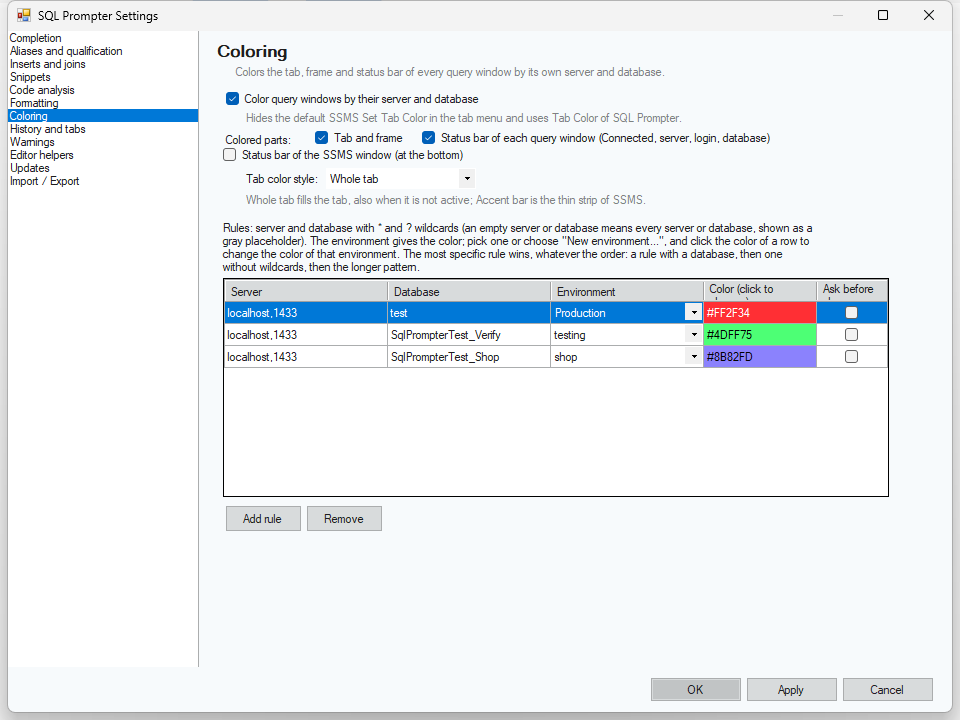 SQL Prompter Settings
Completion
Aliases and qualification
Inserts and joins
Snippets
Code analysis
Formatting
Coloring
History and tabs
Warnings
Editor helpers
Updates
Import / Export
Coloring
Colors the tab, frame and status bar of every query window by its own server and database.
Color query windows by their server and database
Hides the default SSMS Set Tab Color in the tab menu and uses Tab Color of SQL Prompter.
Colored parts: Tab and frame Status bar of each query window (Connected, server, login, database)
Status bar of the SSMS window (at the bottom)
Tab color style: Whole tab
Whole tab fills the tab, also when it is not active; Accent bar is the thin strip of SSMS.
Rules: server and database with * and ? wildcards (an empty server or database means every server or database, shown as a
gray placeholder). The environment gives the color; pick one or choose "New environment...", and click the color of a row to
change the color of that environment. The most specific rule wins, whatever the order: a rule with a database, then one
without wildcards, then the longer pattern.
Server Database Environment Color (click to Ask before
localhost,1433 test Production #FF2F34
localhost,1433 SqlPrompterTest_Verify testing #4DFF75
localhost,1433 SqlPrompterTest_Shop shop #8B82FD
Add rule Remove
OK Apply Cancel